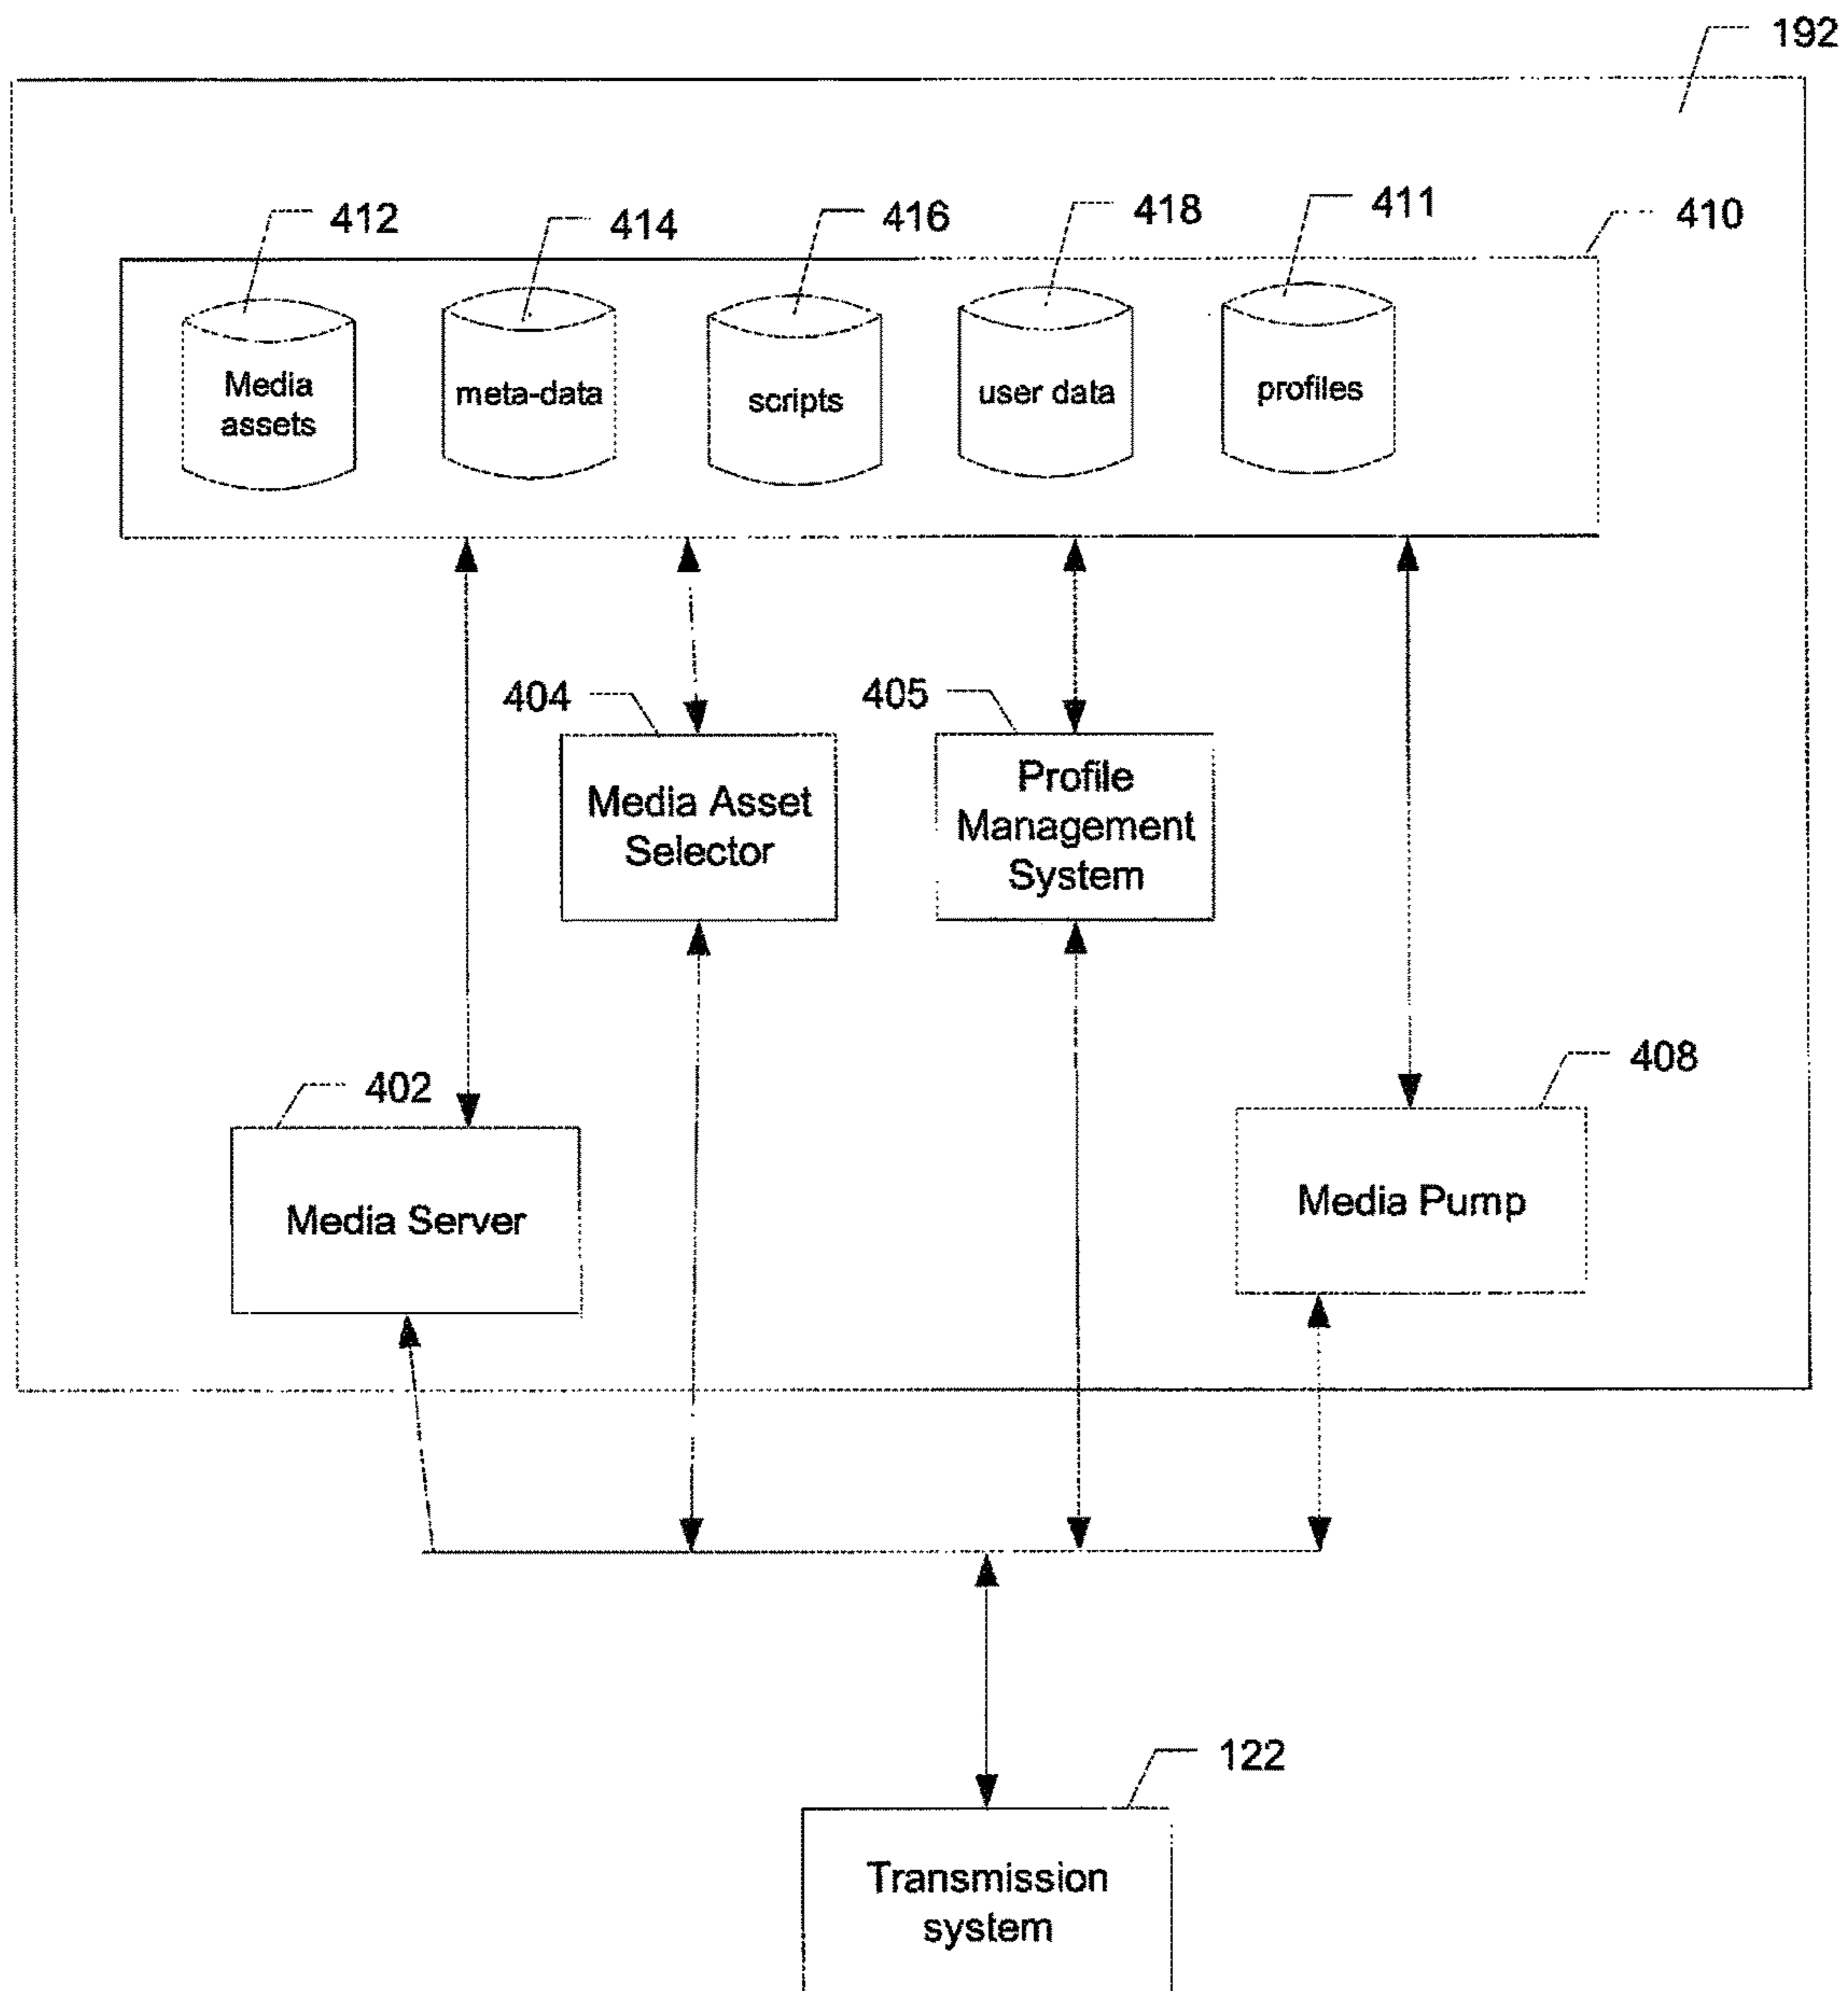 192
412
414
416
418
411
410
Media
assets
meta-data
scripts
user data
profiles
404
405
Media Asset
Selector
Profile
Management
System
402
408
Media Server
Media Pump
122
Transmission
system